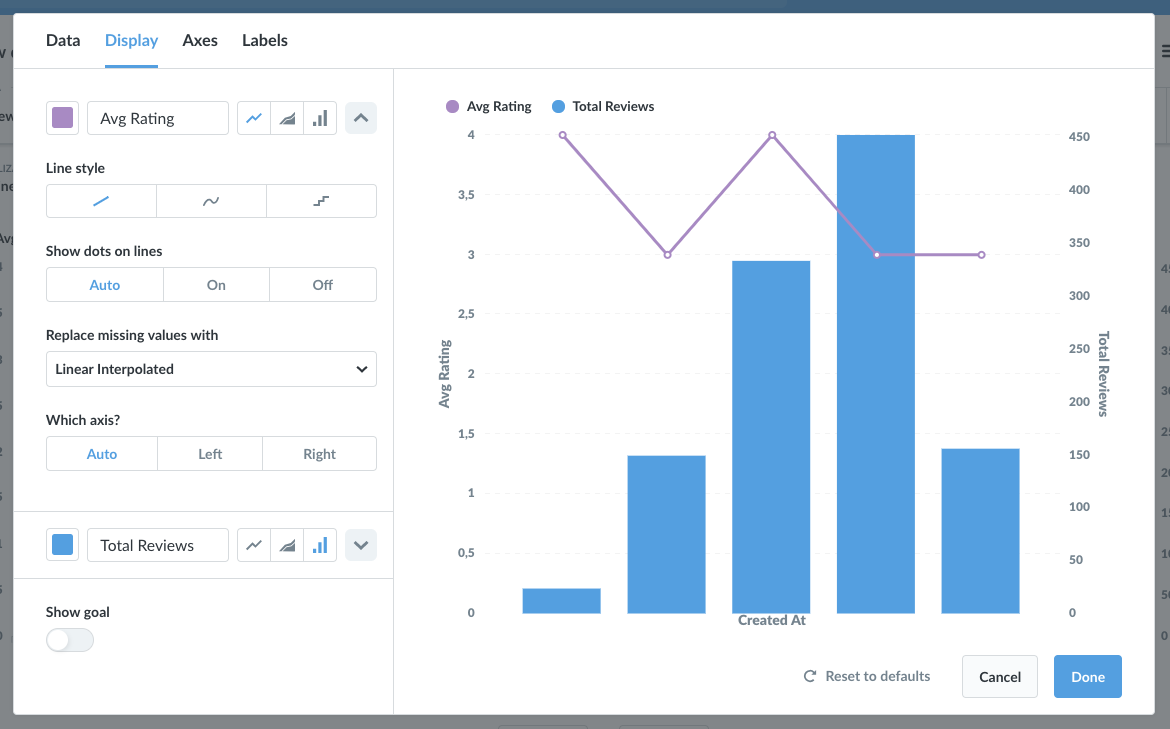 Data Display Axes Labels
Avg Rating
Line style
Show dots on lines
Auto On Off
Replace missing values with
Linear Interpolated
Which axis?
Auto Left Right
Total Reviews
Show goal
Avg Rating Total Reviews
4
3,5
3
2,5
2
1,5
1
0,5
0
Avg Rating
450
400
350
300
250
200
150
100
50
0
Total Reviews
Created At
Reset to defaults Cancel Done